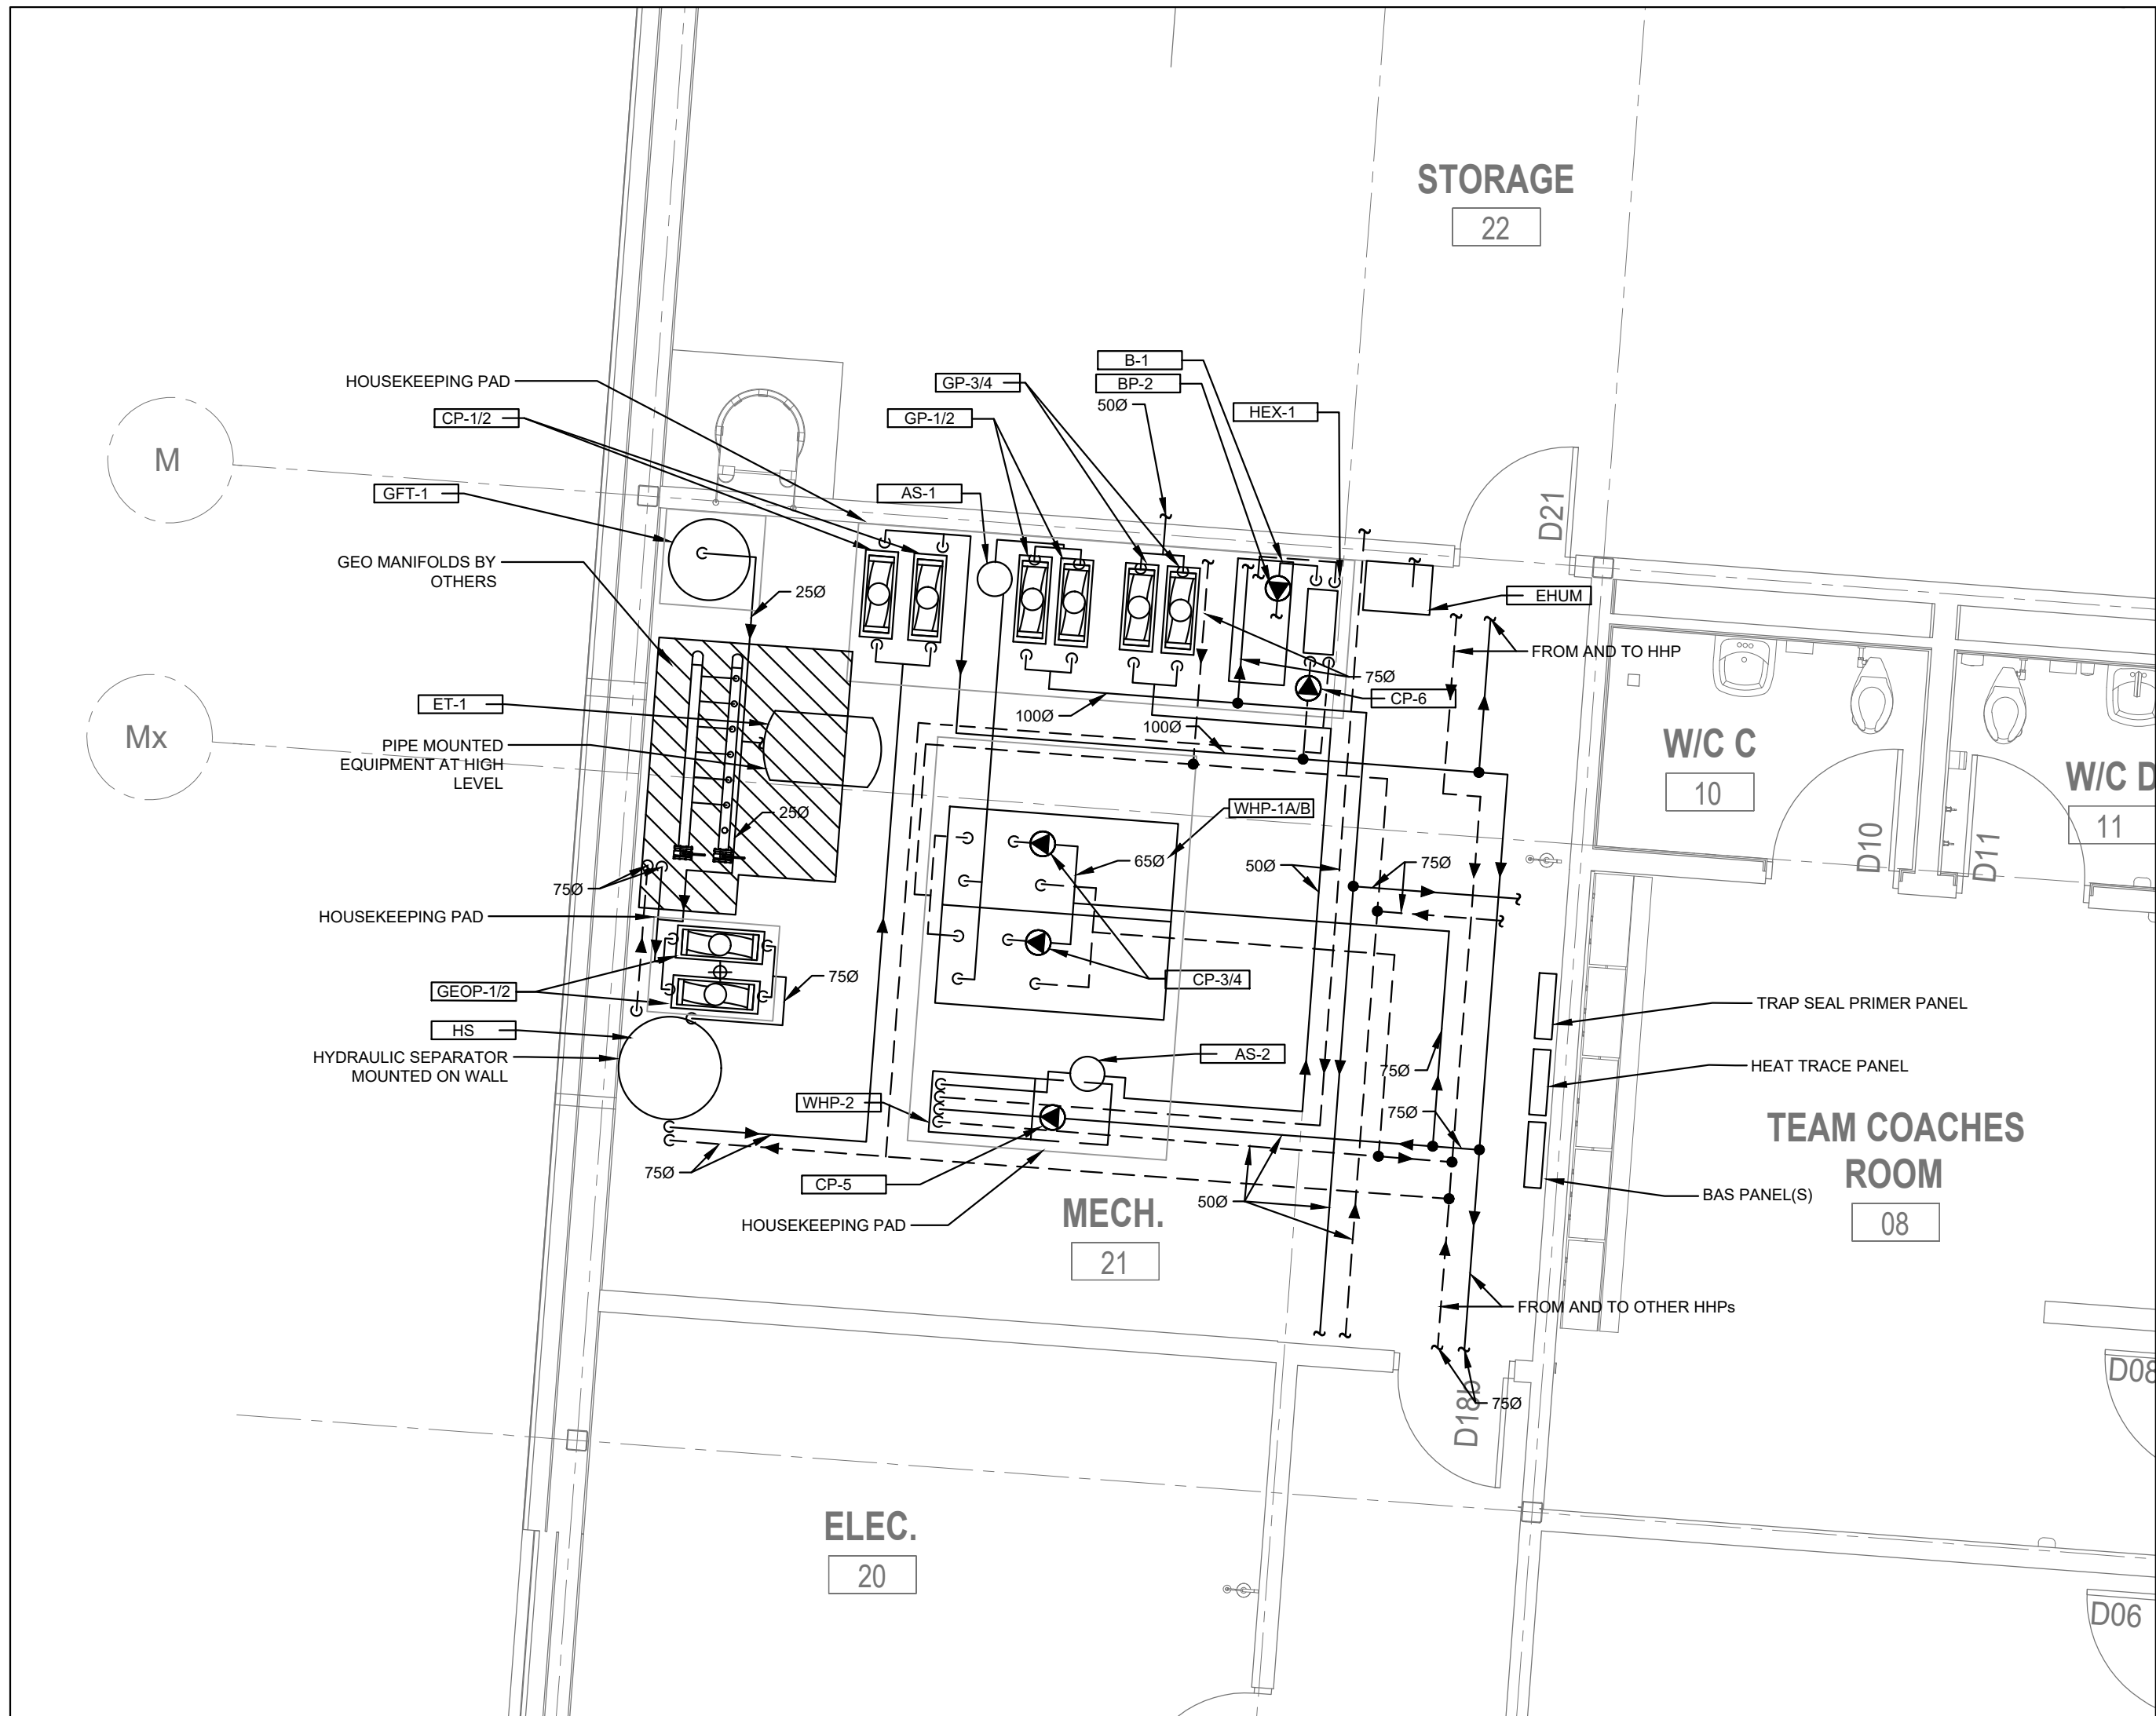 STORAGE
22
B-1
HOUSEKEEPING PAD
GP-3/4
BP-2
50Ø
CP-1/2
GP-1/2
HEX-1
M
GFT-1
AS-1
D21
GEO MANIFOLDS BY
OTHERS
25Ø
EHUM
FROM AND TO HHP
75Ø
CP-6
ET-1
100Ø
100Ø
Mx
PIPE MOUNTED
EQUIPMENT AT HIGH
LEVEL
W/C C
10
W/C D
11
25Ø
WHP-1A/B
D10
D11
65Ø
50Ø
75Ø
75Ø
HOUSEKEEPING PAD
75Ø
CP-3/4
GEOP-1/2
TRAP SEAL PRIMER PANEL
HS
HYDRAULIC SEPARATOR
MOUNTED ON WALL
AS-2
75Ø
HEAT TRACE PANEL
WHP-2
75Ø
TEAM COACHES
ROOM
08
75Ø
CP-5
50Ø
BAS PANEL(S)
HOUSEKEEPING PAD
MECH.
21
FROM AND TO OTHER HHPs
D08
D18b
75Ø
ELEC.
20
D06